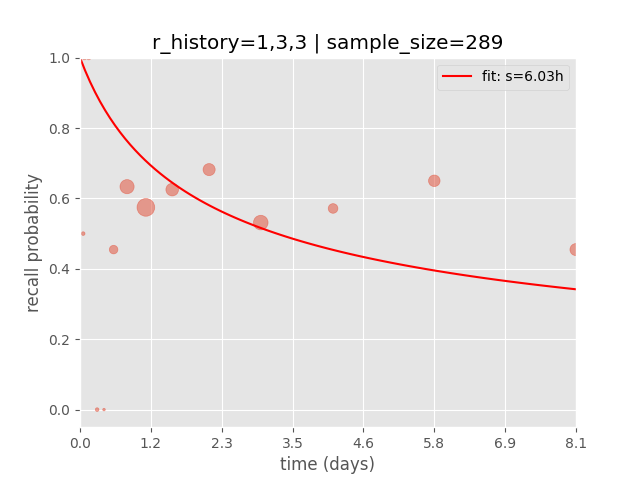 r_history=1,3,3 | sample_size=289
fit: s=6.03h
recall probability
1.0
0.8
0.6
0.4
0.2
0.0
0.0 1.2 2.3 3.5 4.6 5.8 6.9 8.1
time (days)